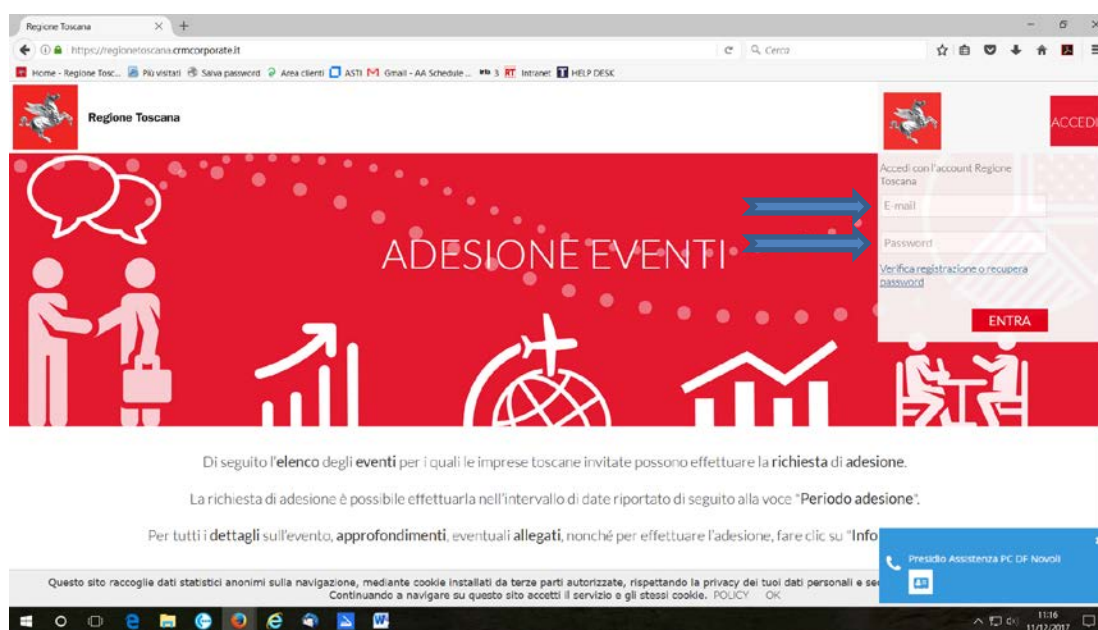 Regione Toscana
https://regionetoscana.crmcorporate.it
Cerca
Home - Regione Tosc... Più visitati Salva password Area clienti ASTI Gmail - AA Schedule ... 3 RT Intranet HELP DESK
Regione Toscana
ACCEDI
Accedi con l'account Regione
Toscana
E-mail
Password
Verifica registrazione o recupera
password
ENTRA
ADESIONE EVENTI
Di seguito l'elenco degli eventi per i quali le imprese toscane invitate possono effettuare la richiesta di adesione.
La richiesta di adesione è possibile effettuarla nell'intervallo di date riportato di seguito alla voce "Periodo adesione".
Per tutti i dettagli sull'evento, approfondimenti, eventuali allegati, nonché per effettuare l'adesione, fare clic su "Info
Presidio Assistenza PC DF Novoli
Questo sito raccoglie dati statistici anonimi sulla navigazione, mediante cookie installati da terze parti autorizzate, rispettando la privacy dei tuoi dati personali e
Continuando a navigare su questo sito accetti il servizio e gli stessi cookie. POLICY OK
11:16
11/12/2017